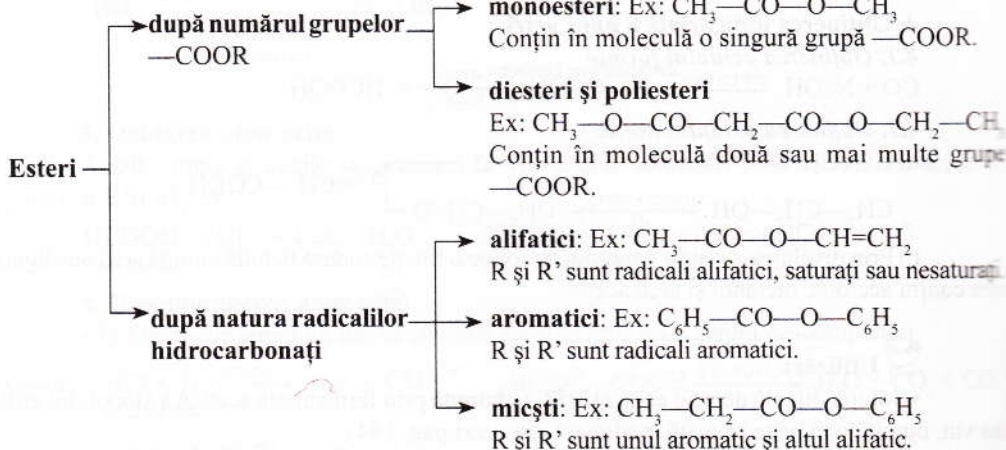 Esteri
după numărul grupelor
—COOR
monoesteri: Ex: CH₃—CO—O—CH₃
Conțin în moleculă o singură grupă —COOR.
diesteri și poliesteri
Ex: CH₃—O—CO—CH₂—CO—O—CH₂—CH₃
Conțin în moleculă două sau mai multe grupe
—COOR.
după natura radicalilor
hidrocarbonați
alifatici: Ex: CH₃—CO—O—CH=CH₂
R și R’ sunt radicali alifatici, saturați sau nesaturați.
aromatici: Ex: C₆H₅—CO—O—C₆H₅
R și R’ sunt radicali aromatici.
micști: Ex: CH₃—CH₂—CO—O—C₆H₅
R și R’ sunt unul aromatic și altul alifatic.